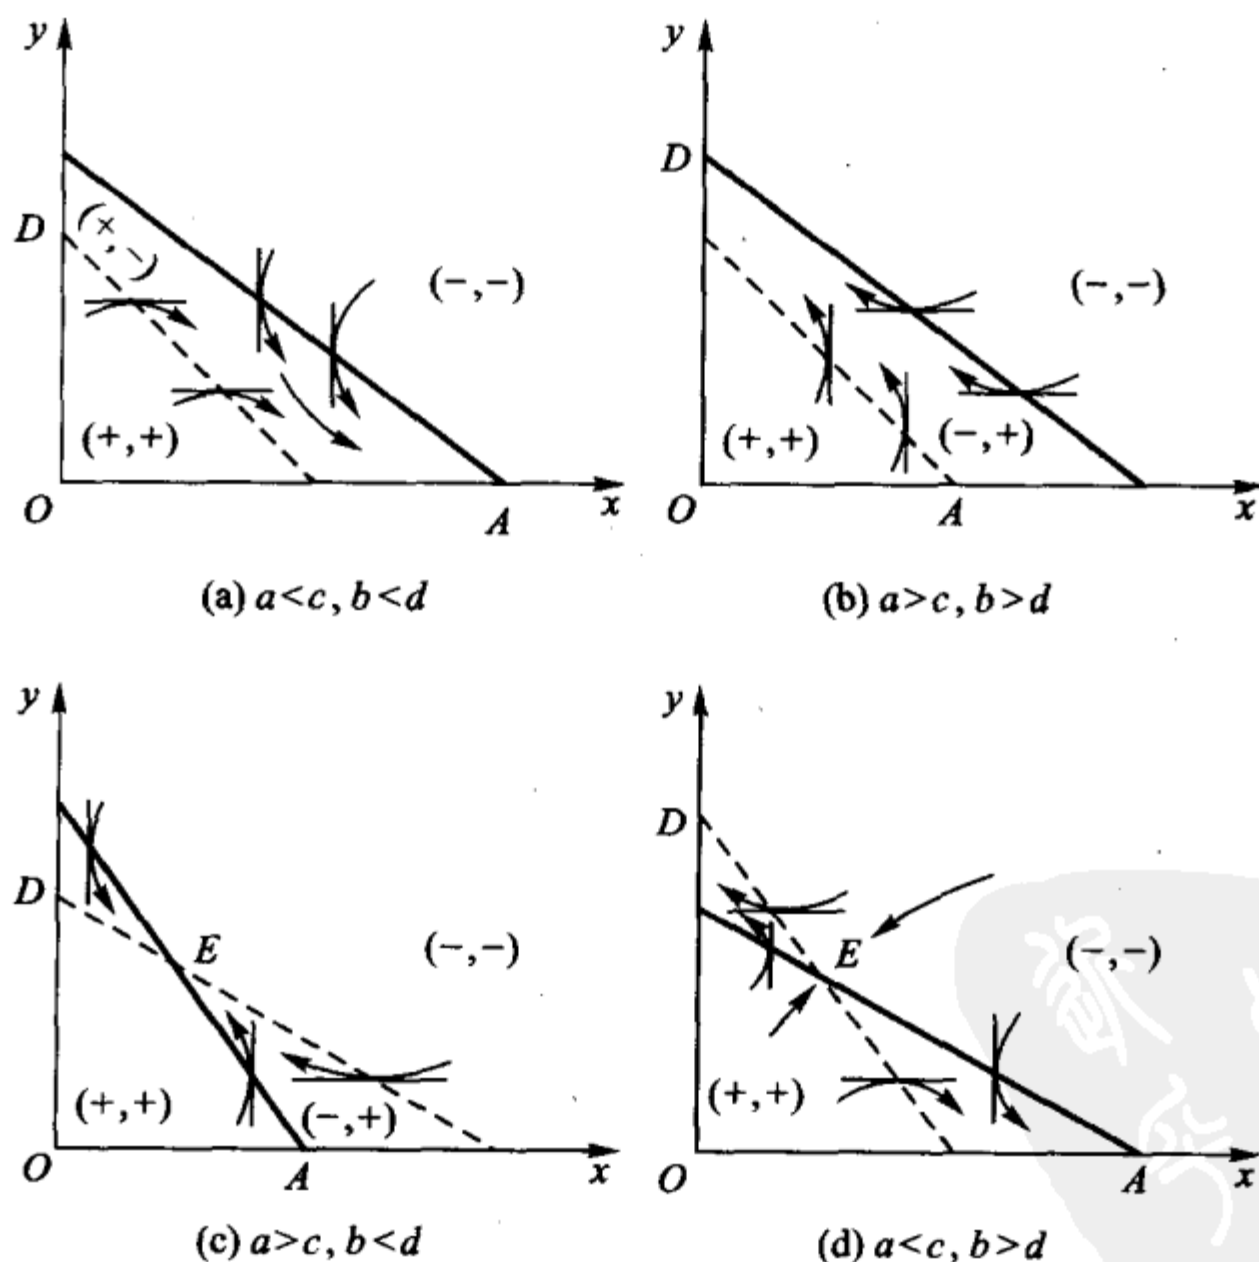 y
D
(+,-)
(-,-)
(+,+)
O
A
x
(a) a<c, b<d
y
D
(-,-)
(+,+)
(-,+)
O
A
x
(b) a>c, b>d
y
D
E
(-,-)
(+,+)
(-,+)
O
A
x
(c) a>c, b<d
y
D
E
(-,-)
(+,+)
O
A
x
(d) a<c, b>d